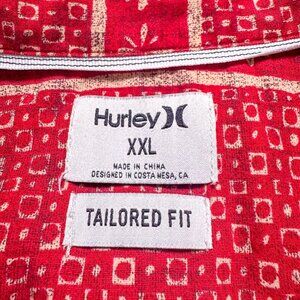 Hurley
XXL
MADE IN CHINA
DESIGNED IN COSTA MESA, CA
TAILORED FIT